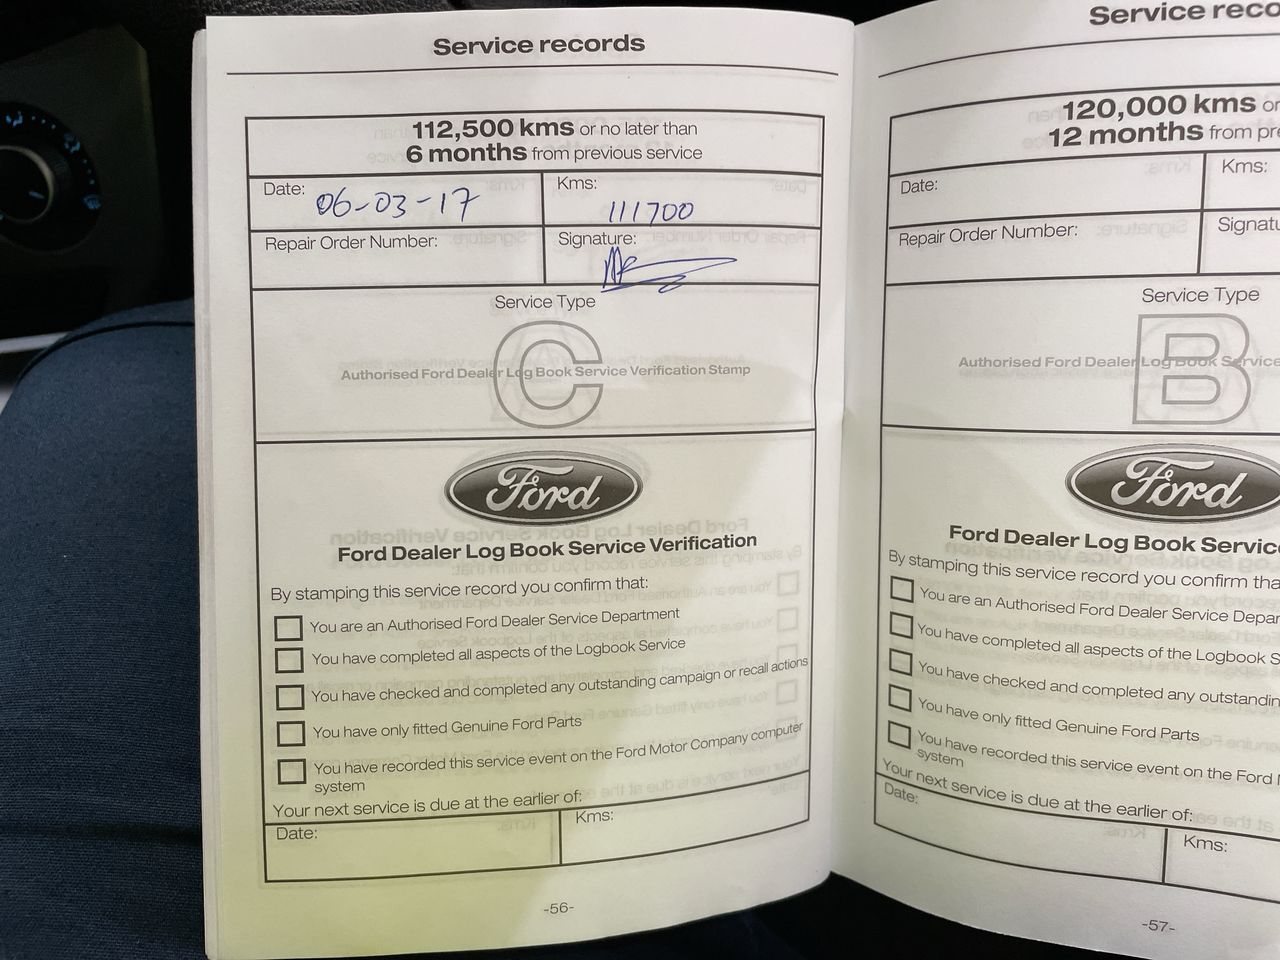 Service records
112,500 kms or no later than
6 months from previous service
Date: 06-03-17
Kms: 111700
Repair Order Number:
Signature:
Service Type
C
Authorised Ford Dealer Log Book Service Verification Stamp
Ford
Ford Dealer Log Book Service Verification
By stamping this service record you confirm that:
You are an Authorised Ford Dealer Service Department
You have completed all aspects of the Logbook Service
You have checked and completed any outstanding campaign or recall actions
You have only fitted Genuine Ford Parts
You have recorded this service event on the Ford Motor Company computer
system
Your next service is due at the earlier of:
Date:
Kms:
-56-
Service reco
120,000 kms or
12 months from pre
Date:
Kms:
Repair Order Number:
Signatu
Service Type
B
Authorised Ford Dealer Log Book Service
Ford
Ford Dealer Log Book Servic
By stamping this service record you confirm tha
You are an Authorised Ford Dealer Service Depar
You have completed all aspects of the Logbook S
You have checked and completed any outstandin
You have only fitted Genuine Ford Parts
You have recorded this service event on the Ford
system
Your next service is due at the earlier of:
Date:
Kms:
-57-